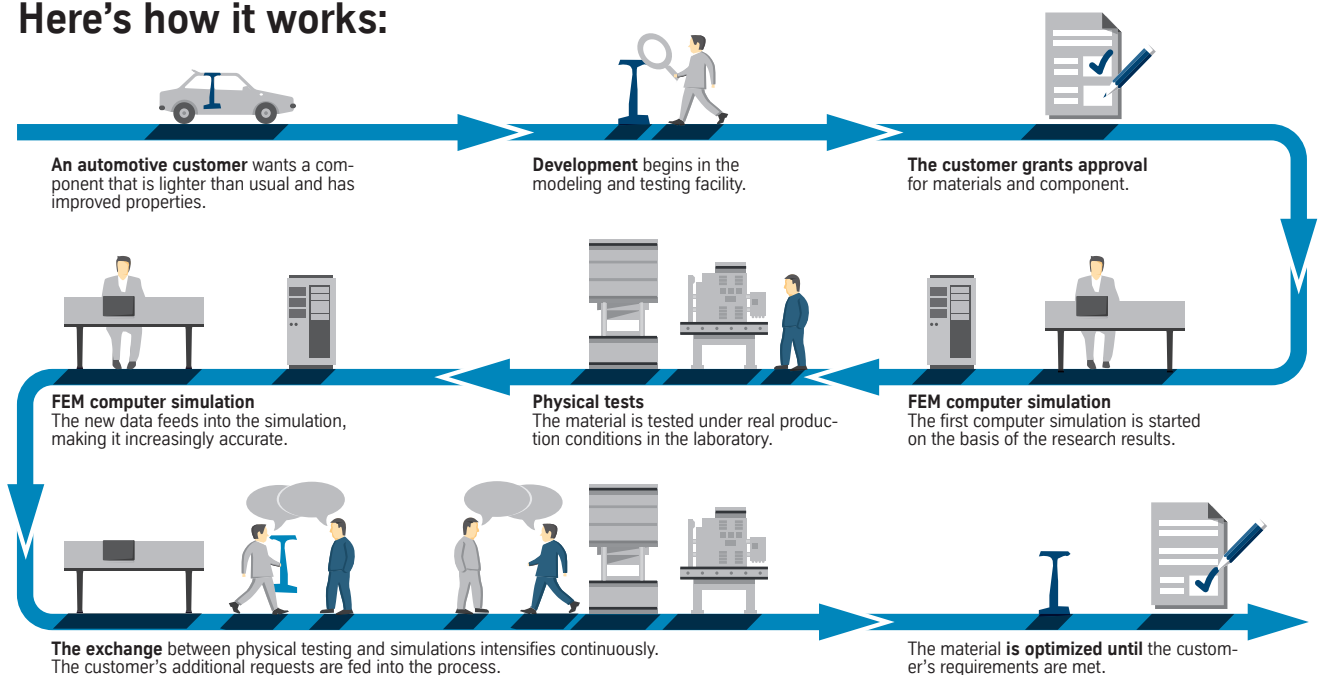 Here’s how it works:
An automotive customer wants a com-
ponent that is lighter than usual and has
improved properties.
Development begins in the
modeling and testing facility.
The customer grants approval
for materials and component.
FEM computer simulation
The first computer simulation is started
on the basis of the research results.
Physical tests
The material is tested under real produc-
tion conditions in the laboratory.
FEM computer simulation
The new data feeds into the simulation,
making it increasingly accurate.
The exchange between physical testing and simulations intensifies continuously.
The customer’s additional requests are fed into the process.
The material is optimized until the custom-
er’s requirements are met.